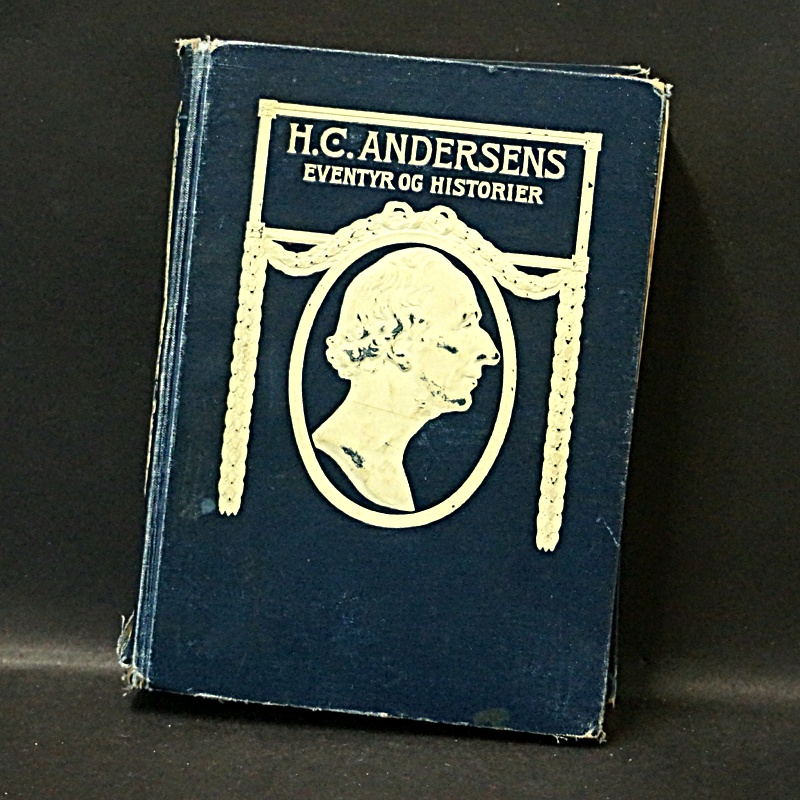 H.C. ANDERSENS
EVENTYR OG HISTORIER